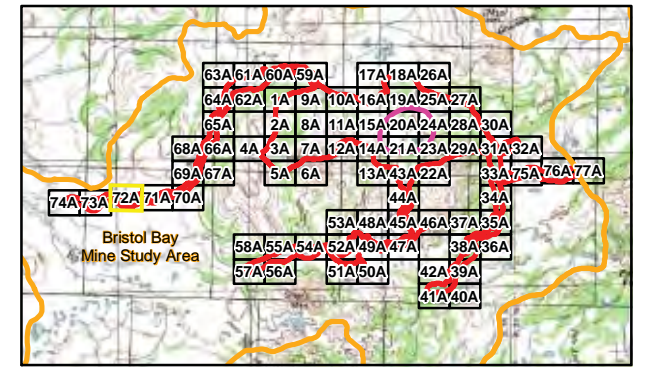 63A 61A 60A 59A 17A 18A 26A
64A 62A 1A 9A 10A 16A 19A 25A 27A
65A 2A 8A 11A 15A 20A 24A 28A 30A
68A 66A 4A 3A 7A 12A 14A 21A 23A 29A 31A 32A
69A 67A 5A 6A 13A 43A 22A 33A 75A 76A 77A
74A 73A 72A 71A 70A 44A 34A
53A 48A 45A 46A 37A 35A
Bristol Bay
58A 55A 54A 52A 49A 47A 38A 36A
Mine Study Area
57A 56A 51A 50A 42A 39A
41A 40A